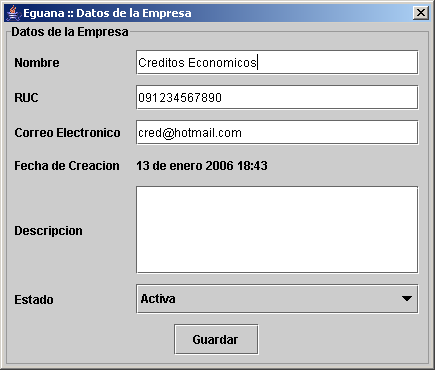 Eguana :: Datos de la Empresa
Datos de la Empresa
Nombre Creditos Economicos
RUC 091234567890
Correo Electronico cred@hotmail.com
Fecha de Creacion 13 de enero 2006 18:43
Descripcion
Estado Activa
Guardar